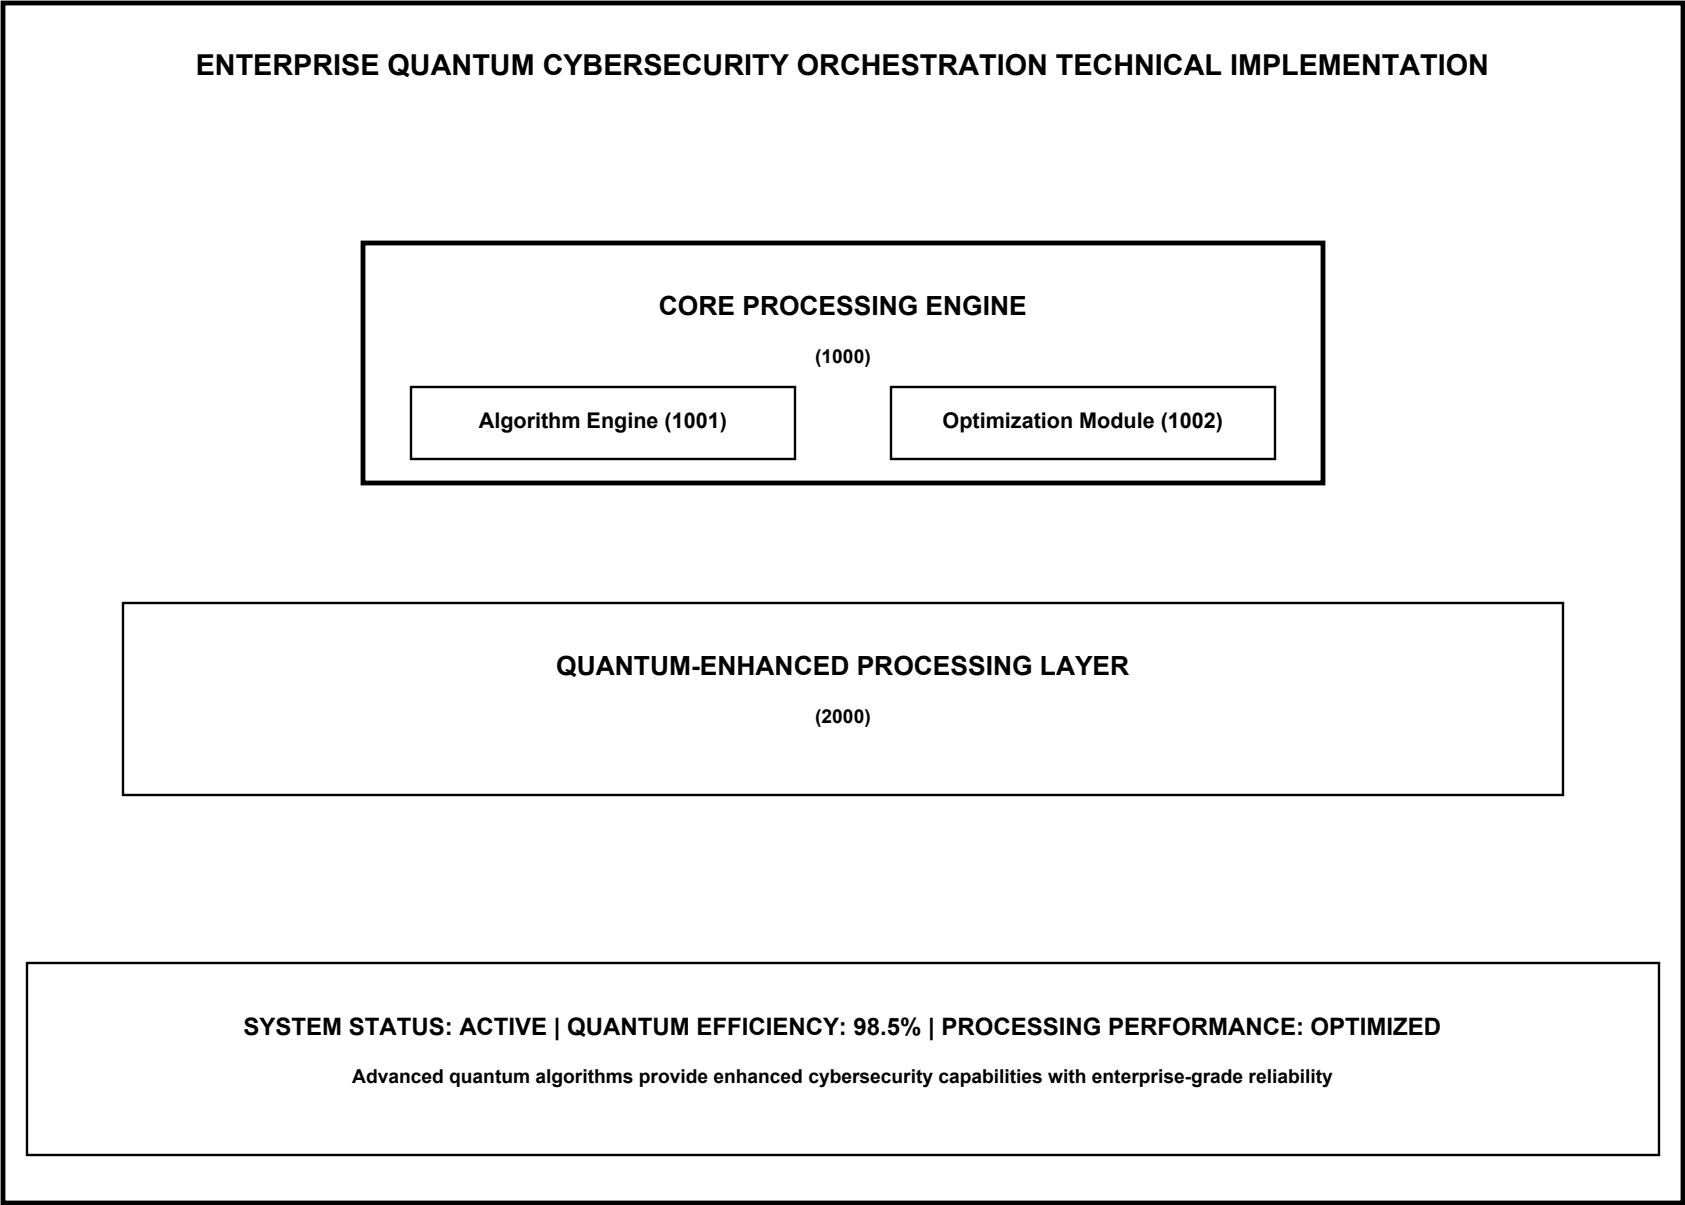 ENTERPRISE QUANTUM CYBERSECURITY ORCHESTRATION TECHNICAL IMPLEMENTATION
CORE PROCESSING ENGINE
(1000)
Algorithm Engine (1001)
Optimization Module (1002)
QUANTUM-ENHANCED PROCESSING LAYER
(2000)
SYSTEM STATUS: ACTIVE | QUANTUM EFFICIENCY: 98.5% | PROCESSING PERFORMANCE: OPTIMIZED
Advanced quantum algorithms provide enhanced cybersecurity capabilities with enterprise-grade reliability